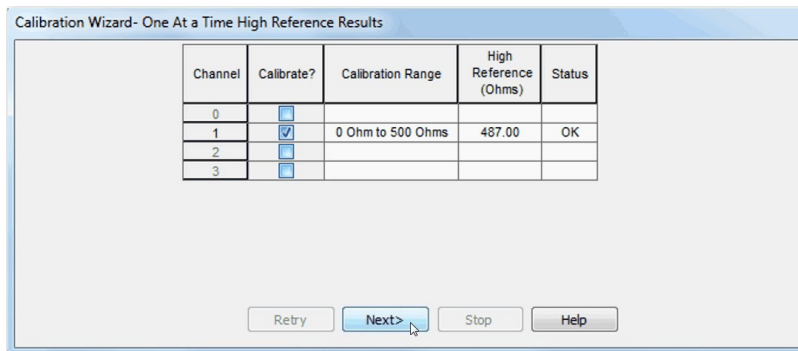 Calibration Wizard- One At a Time High Reference Results
Channel Calibrate? Calibration Range High Reference (Ohms) Status
0
1 0 Ohm to 500 Ohms 487.00 OK
2
3
Retry Next> Stop Help